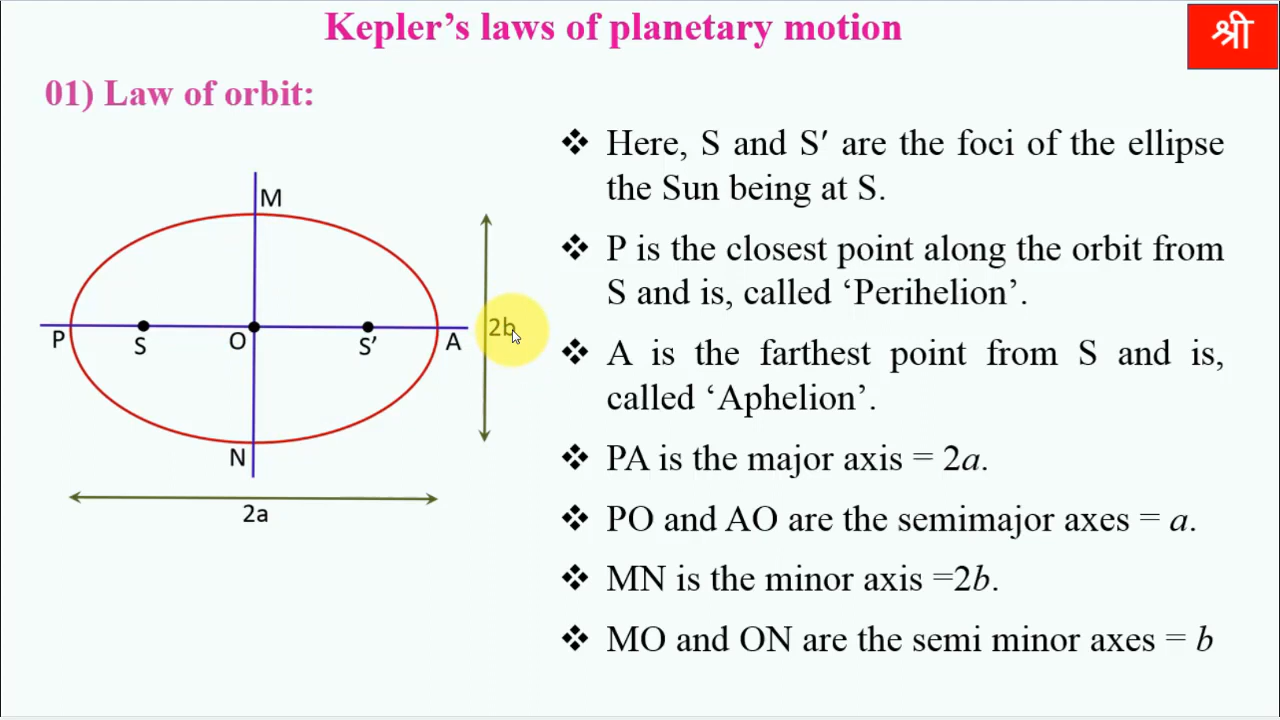 Kepler’s laws of planetary motion
श्री
01) Law of orbit:
M
P
S
O
S’
A
2b
N
2a
❖ Here, S and S′ are the foci of the ellipse
the Sun being at S.
❖ P is the closest point along the orbit from
S and is, called ‘Perihelion’.
❖ A is the farthest point from S and is,
called ‘Aphelion’.
❖ PA is the major axis = 2a.
❖ PO and AO are the semimajor axes = a.
❖ MN is the minor axis =2b.
❖ MO and ON are the semi minor axes = b